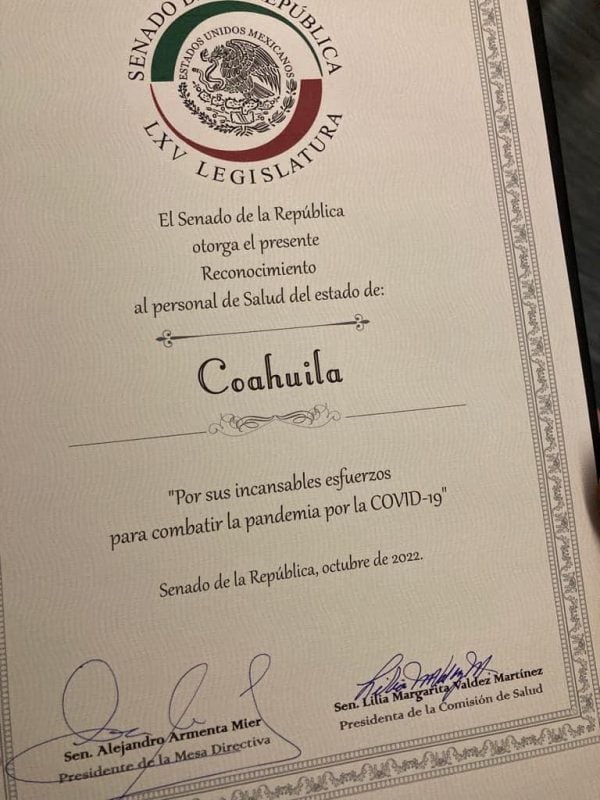 SENADO DE LA REPÚBLICA
ESTADOS UNIDOS MEXICANOS
LXV LEGISLATURA
El Senado de la República
otorga el presente
Reconocimiento
al personal de Salud del estado de:
Coahuila
"Por sus incansables esfuerzos
para combatir la pandemia por la COVID-19"
Senado de la República, octubre de 2022.
Sen. Alejandro Armenta Mier
Presidente de la Mesa Directiva
Sen. Lilia Margarita Valdez Martínez
Presidenta de la Comisión de Salud